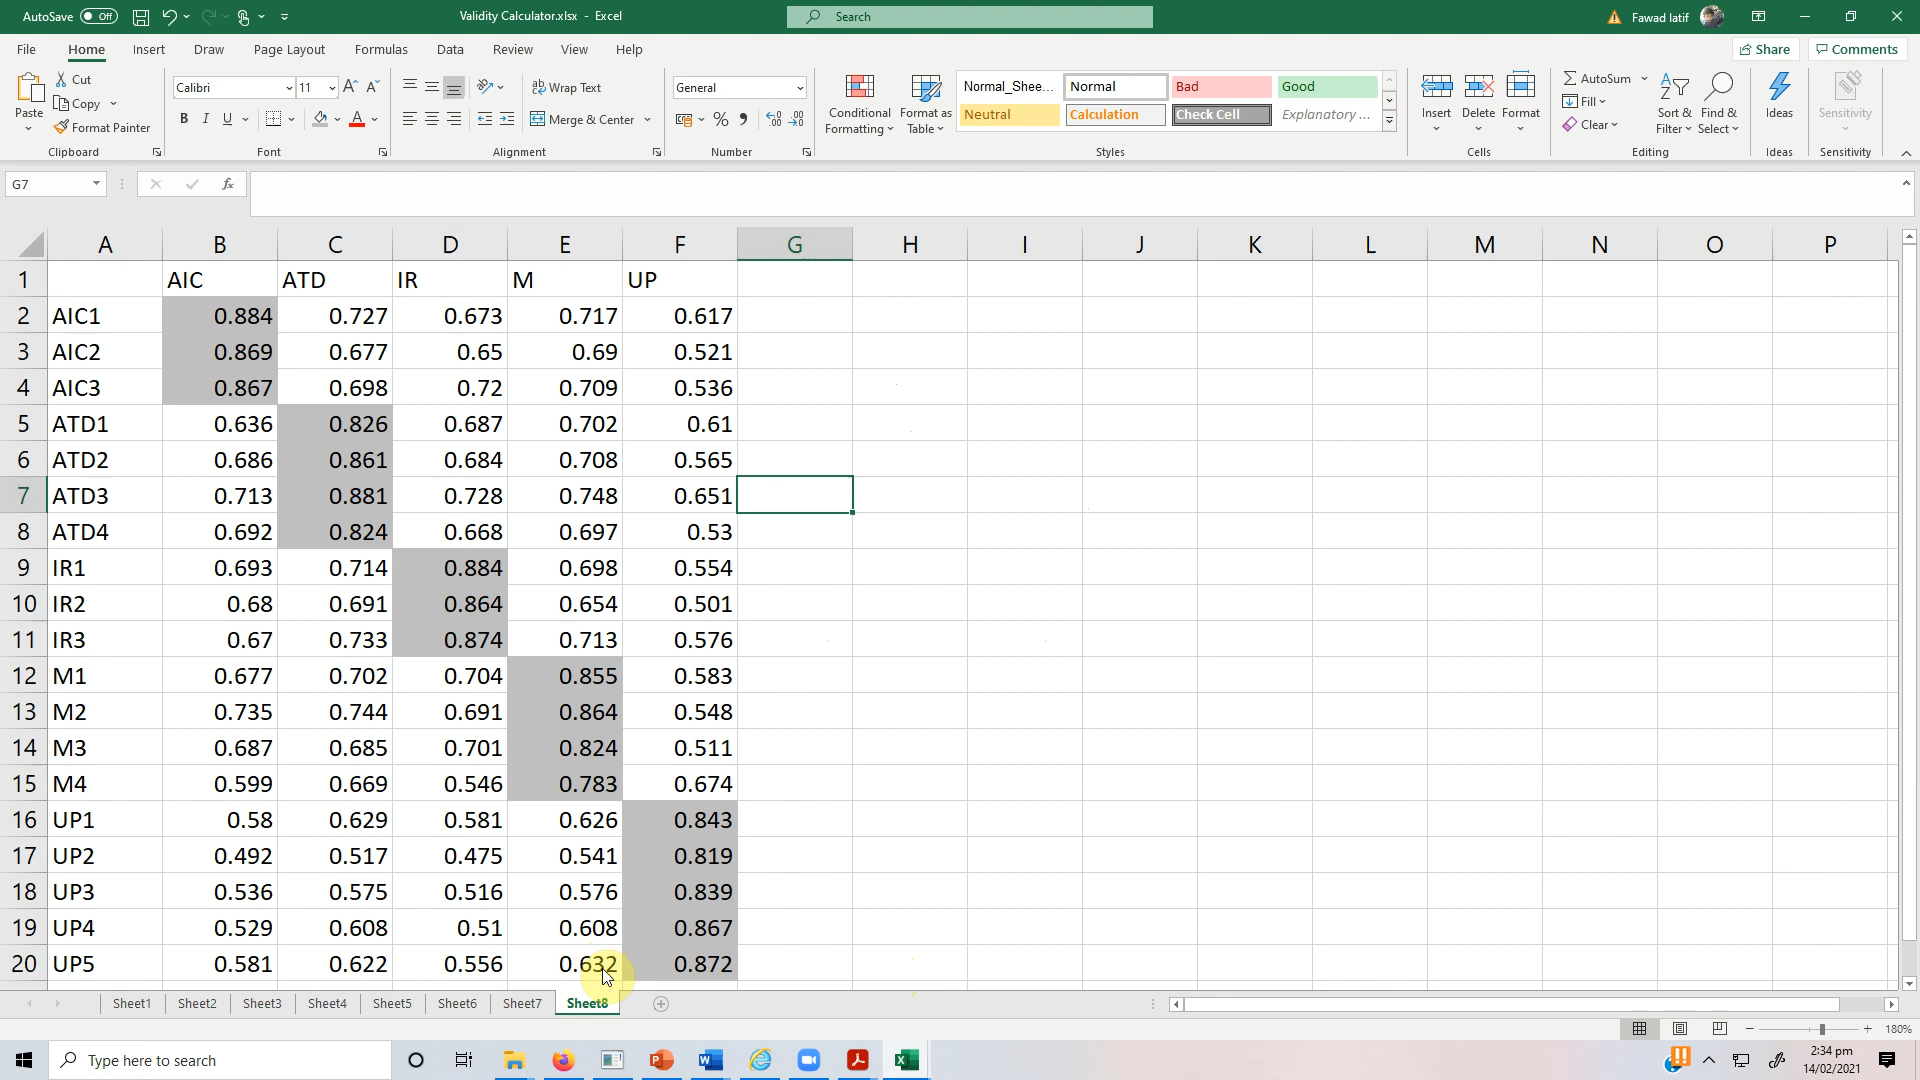 AutoSave Off Validity Calculator.xlsx - Excel Search Fawad latif
File Home Insert Draw Page Layout Formulas Data Review View Help Share Comments
Paste Cut Copy Format Painter Clipboard
Calibri 11 B I U A A A Font
Wrap Text Merge & Center Alignment
General % , Number
Conditional Formatting Format as Table
Normal_Shee... Normal Bad Good
Neutral Calculation Check Cell Explanatory ...
Styles
Insert Delete Format Cells
AutoSum Fill Clear Sort & Filter Find & Select Editing
Ideas Ideas
Sensitivity Sensitivity
G7 fx
A B C D E F G H I J K L M N O P
1 AIC ATD IR M UP
2 AIC1 0.884 0.727 0.673 0.717 0.617
3 AIC2 0.869 0.677 0.65 0.69 0.521
4 AIC3 0.867 0.698 0.72 0.709 0.536
5 ATD1 0.636 0.826 0.687 0.702 0.61
6 ATD2 0.686 0.861 0.684 0.708 0.565
7 ATD3 0.713 0.881 0.728 0.748 0.651
8 ATD4 0.692 0.824 0.668 0.697 0.53
9 IR1 0.693 0.714 0.884 0.698 0.554
10 IR2 0.68 0.691 0.864 0.654 0.501
11 IR3 0.67 0.733 0.874 0.713 0.576
12 M1 0.677 0.702 0.704 0.855 0.583
13 M2 0.735 0.744 0.691 0.864 0.548
14 M3 0.687 0.685 0.701 0.824 0.511
15 M4 0.599 0.669 0.546 0.783 0.674
16 UP1 0.58 0.629 0.581 0.626 0.843
17 UP2 0.492 0.517 0.475 0.541 0.819
18 UP3 0.536 0.575 0.516 0.576 0.839
19 UP4 0.529 0.608 0.51 0.608 0.867
20 UP5 0.581 0.622 0.556 0.632 0.872
Sheet1 Sheet2 Sheet3 Sheet4 Sheet5 Sheet6 Sheet7 Sheet8
180%
Type here to search
2:34 pm
14/02/2021